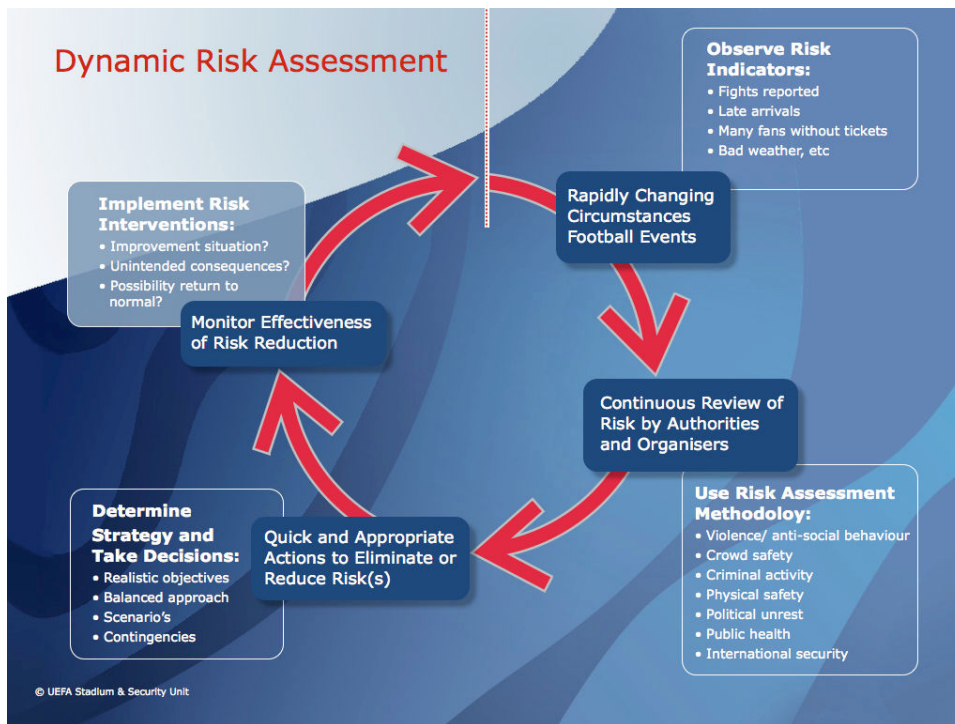 Dynamic Risk Assessment
Observe Risk
Indicators:
• Fights reported
• Late arrivals
• Many fans without tickets
• Bad weather, etc
Rapidly Changing
Circumstances
Football Events
Continuous Review of
Risk by Authorities
and Organisers
Use Risk Assessment
Methodoloy:
• Violence/ anti-social behaviour
• Crowd safety
• Criminal activity
• Physical safety
• Political unrest
• Public health
• International security
Quick and Appropriate
Actions to Eliminate or
Reduce Risk(s)
Determine
Strategy and
Take Decisions:
• Realistic objectives
• Balanced approach
• Scenario's
• Contingencies
Monitor Effectiveness
of Risk Reduction
Implement Risk
Interventions:
• Improvement situation?
• Unintended consequences?
• Possibility return to
normal?
© UEFA Stadium & Security Unit